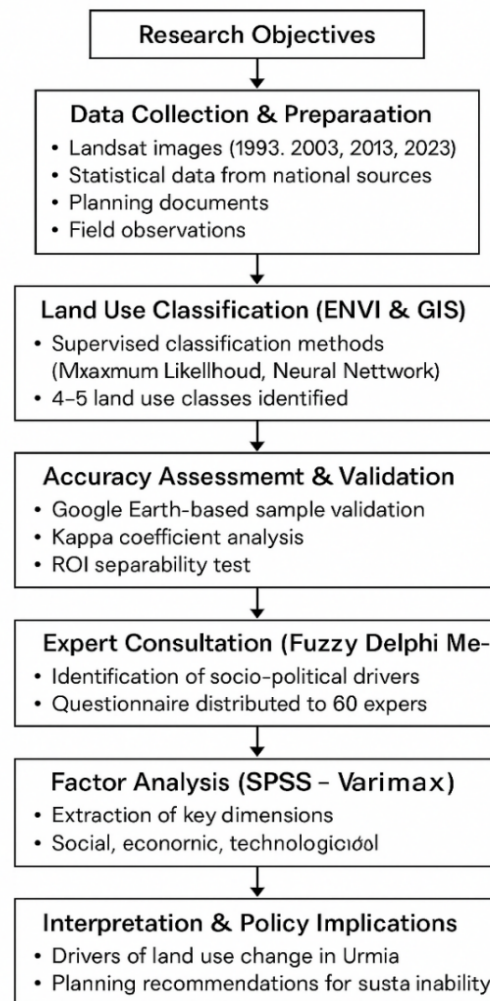 Research Objectives
Data Collection & Preparaation
• Landsat images (1993. 2003, 2013, 2023)
• Statistical data from national sources
• Planning documents
• Field observations
Land Use Classification (ENVI & GIS)
• Supervised classification methods
(Mxaxmum Likellhoud, Neural Nettwork)
• 4–5 land use classes identified
Accuracy Assessmemt & Validation
• Google Earth-based sample validation
• Kappa coefficient analysis
• ROI separability test
Expert Consultation (Fuzzy Delphi Me-
• Identification of socio-political drivers
• Questionnaire distributed to 60 expers
Factor Analysis (SPSS – Varimax)
• Extraction of key dimensions
• Social, economic,
Interpretation & Policy Implications
• Drivers of land use change in Urmia
• Planning recommendations for susta inability